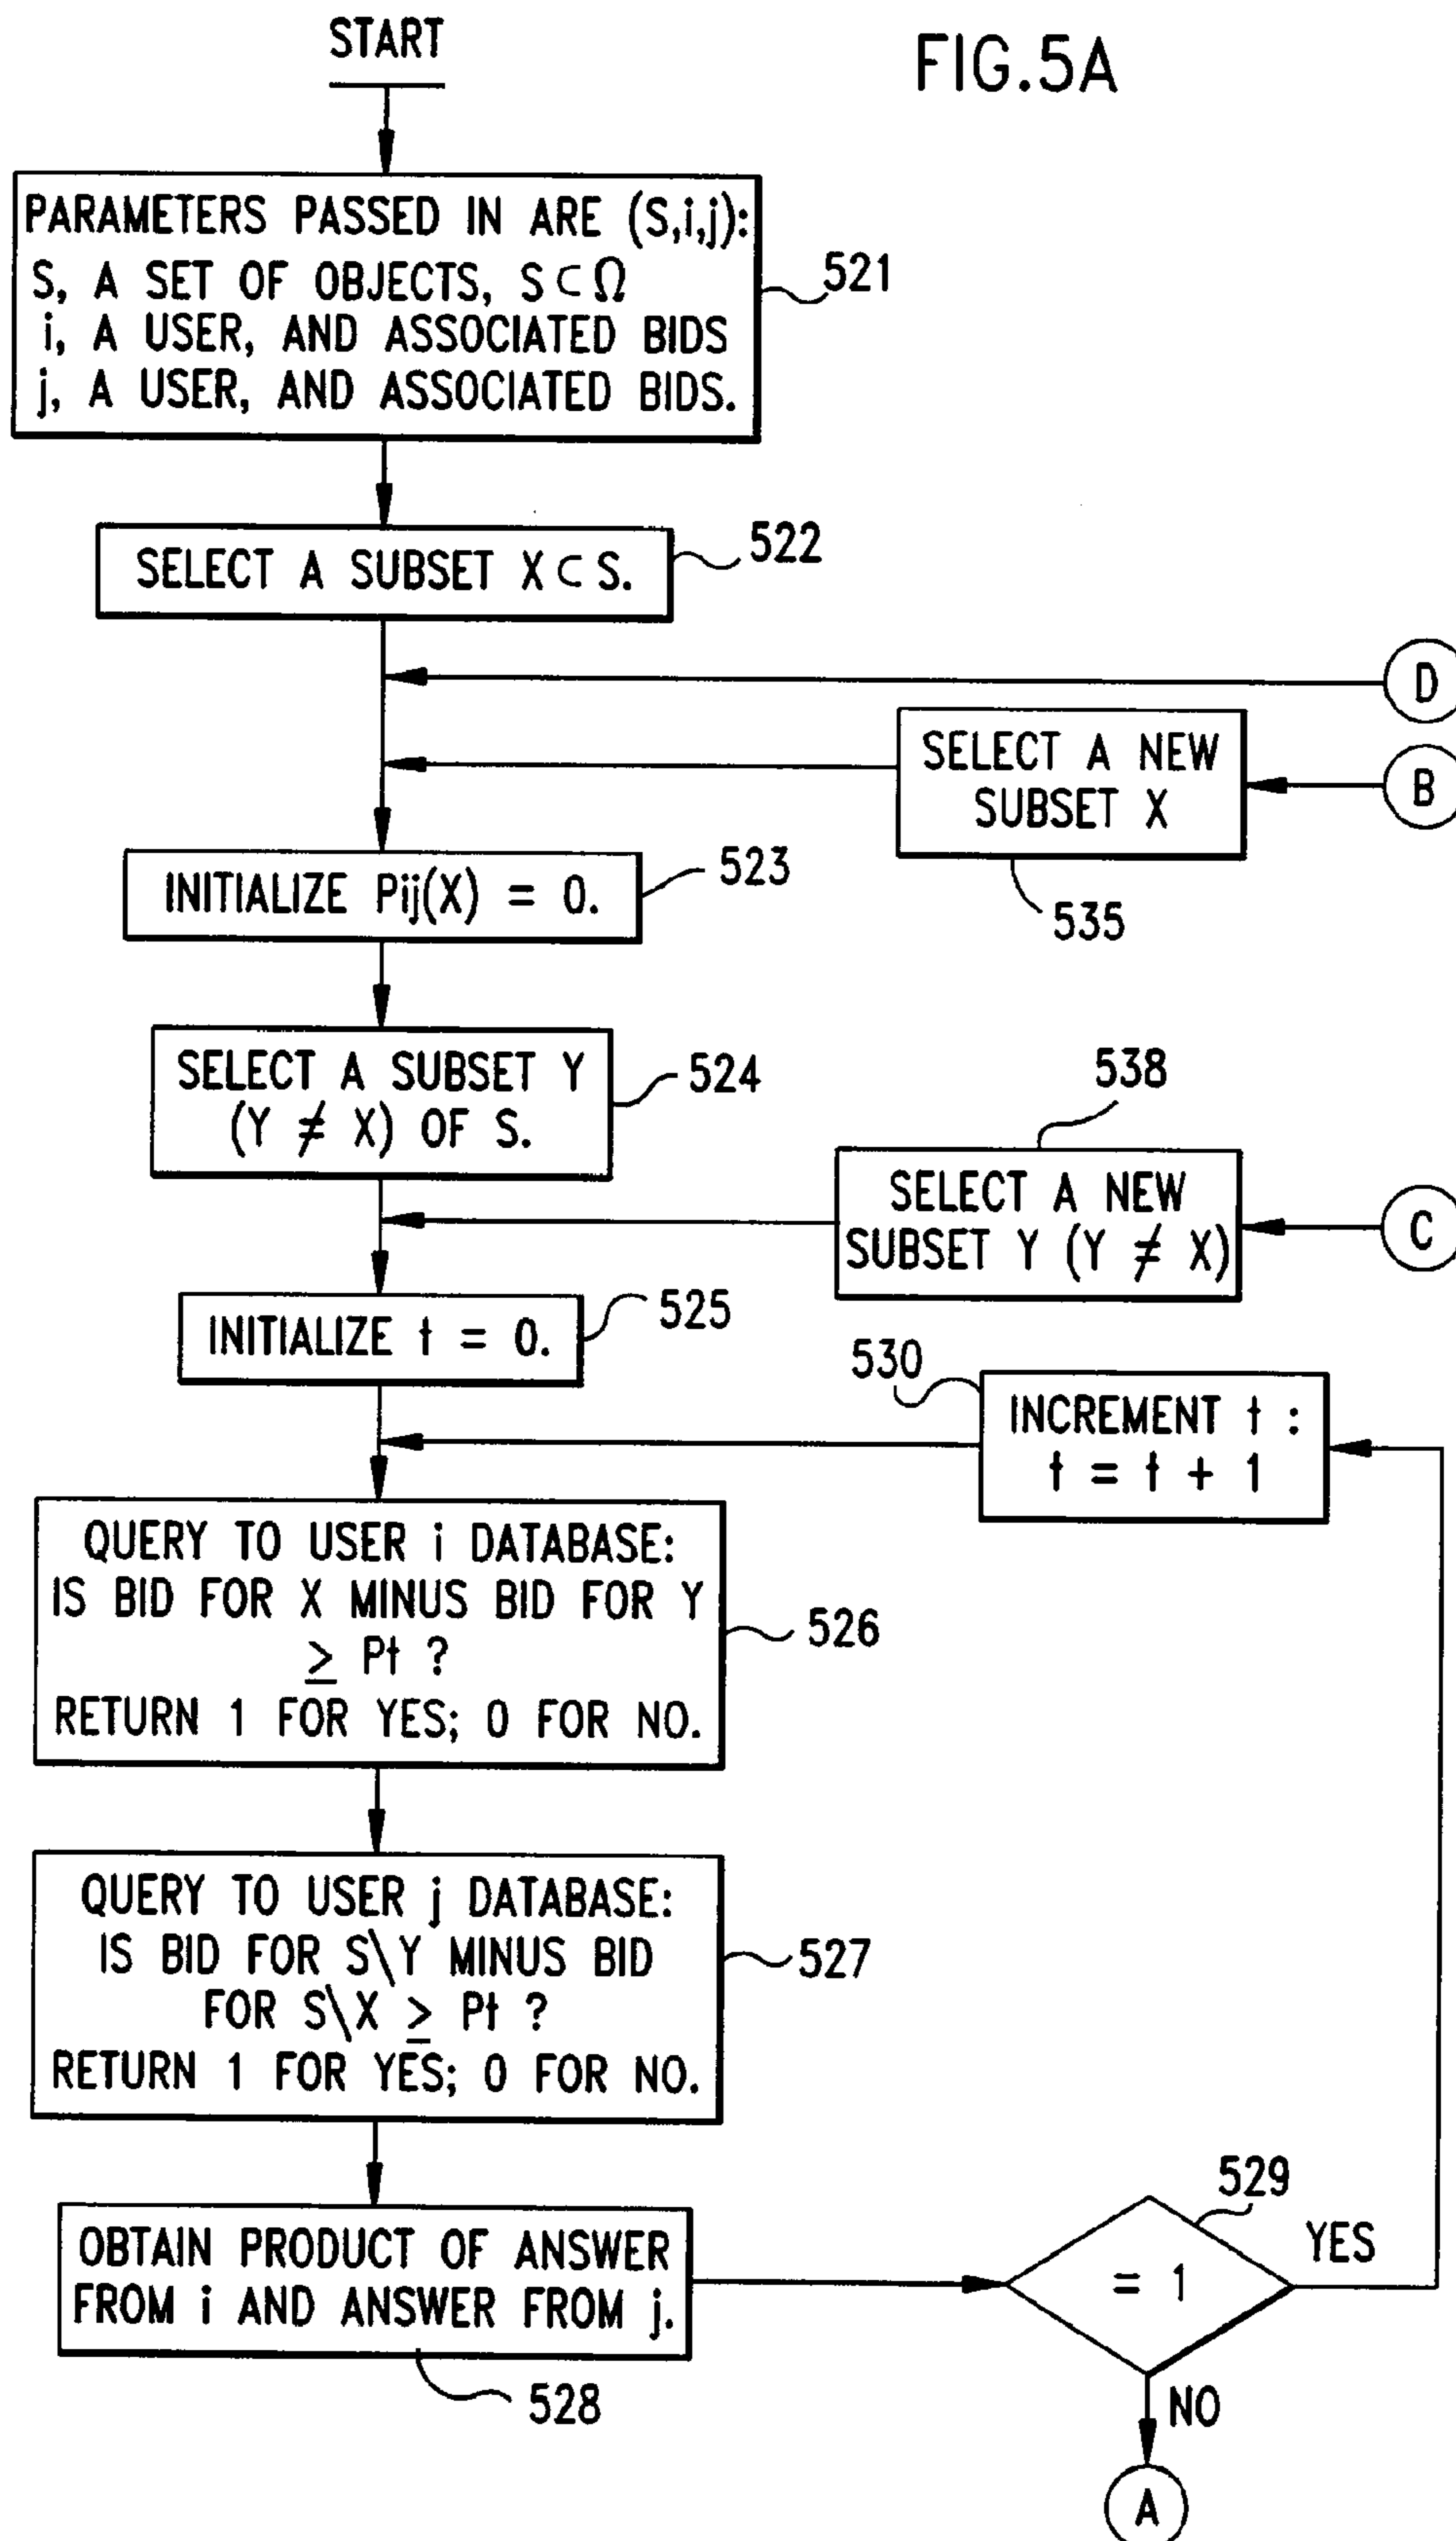 START
FIG.5A
PARAMETERS PASSED IN ARE (S,i,j):
S, A SET OF OBJECTS, S⊂Ω
i, A USER, AND ASSOCIATED BIDS
j, A USER, AND ASSOCIATED BIDS.
521
SELECT A SUBSET X⊂S.
522
D
SELECT A NEW
SUBSET X
B
535
INITIALIZE Pij(X) = 0.
523
SELECT A SUBSET Y
(Y ≠ X) OF S.
524
538
SELECT A NEW
SUBSET Y (Y ≠ X)
C
INITIALIZE t = 0.
525
530
INCREMENT t :
t = t + 1
QUERY TO USER i DATABASE:
IS BID FOR X MINUS BID FOR Y
≥ Pt ?
RETURN 1 FOR YES; 0 FOR NO.
526
QUERY TO USER j DATABASE:
IS BID FOR S\Y MINUS BID
FOR S\X ≥ Pt ?
RETURN 1 FOR YES; 0 FOR NO.
527
OBTAIN PRODUCT OF ANSWER
FROM i AND ANSWER FROM j.
528
529
= 1
YES
NO
A